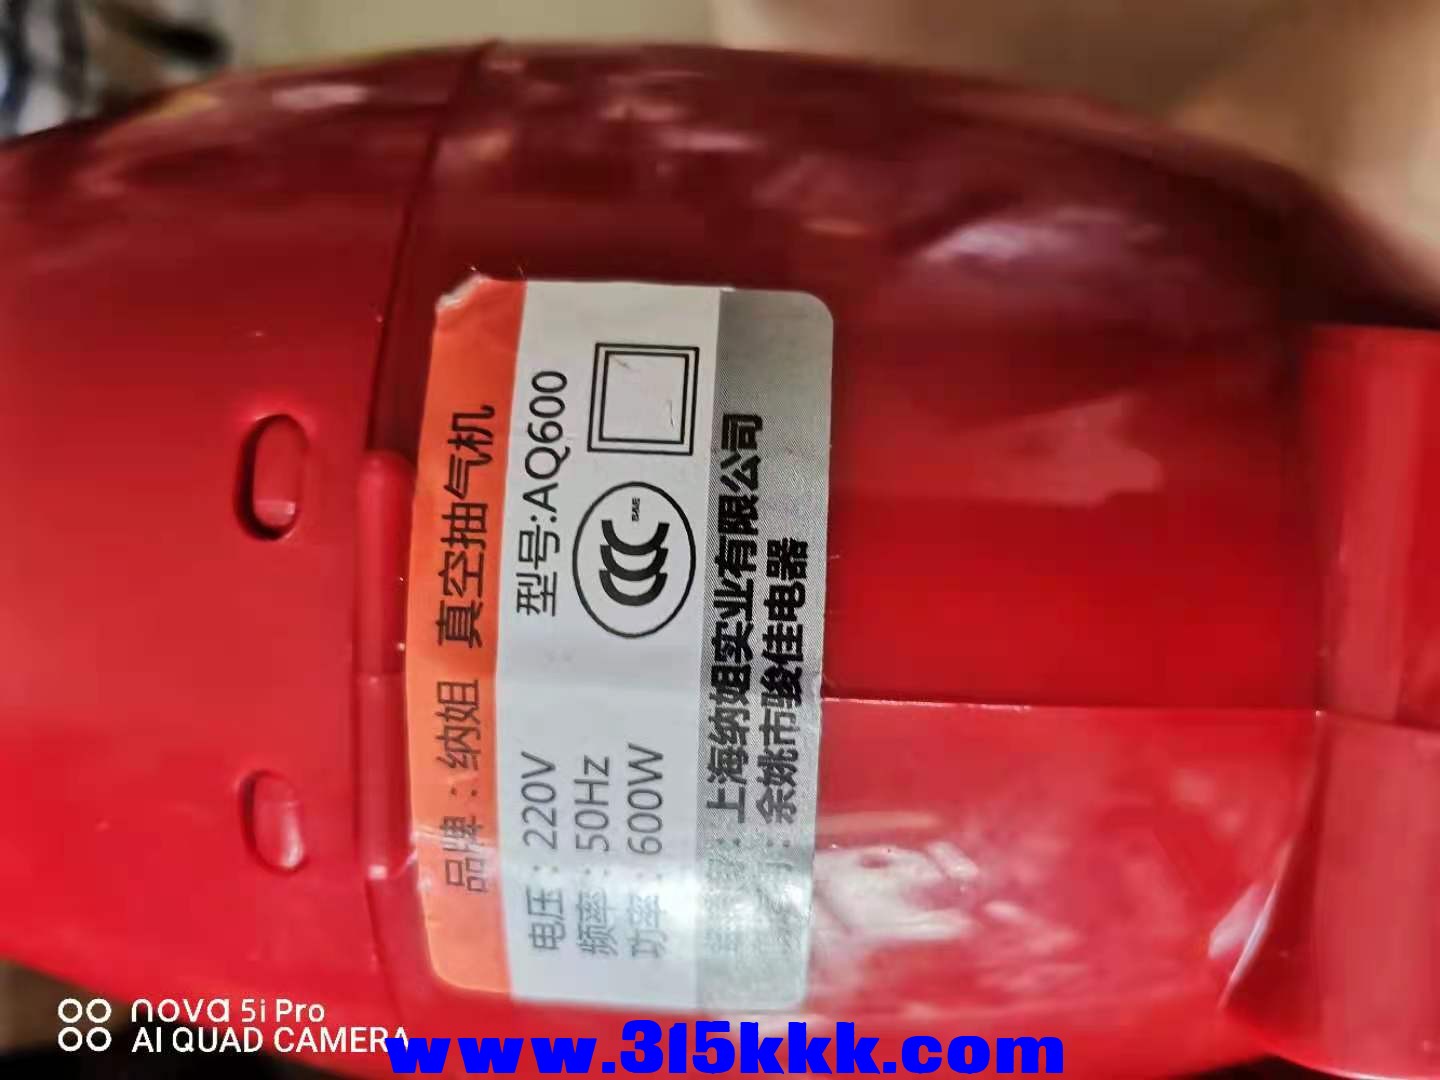 品牌：纳姐 真空抽气机
电压：220V 型号:AQ600
频率：50Hz
功率：600W
CCC
S&E
：上海纳姐实业有限公司
：余姚市骏佳电器
nova 5i Pro
AI QUAD CAMERA
www.315kkk.com